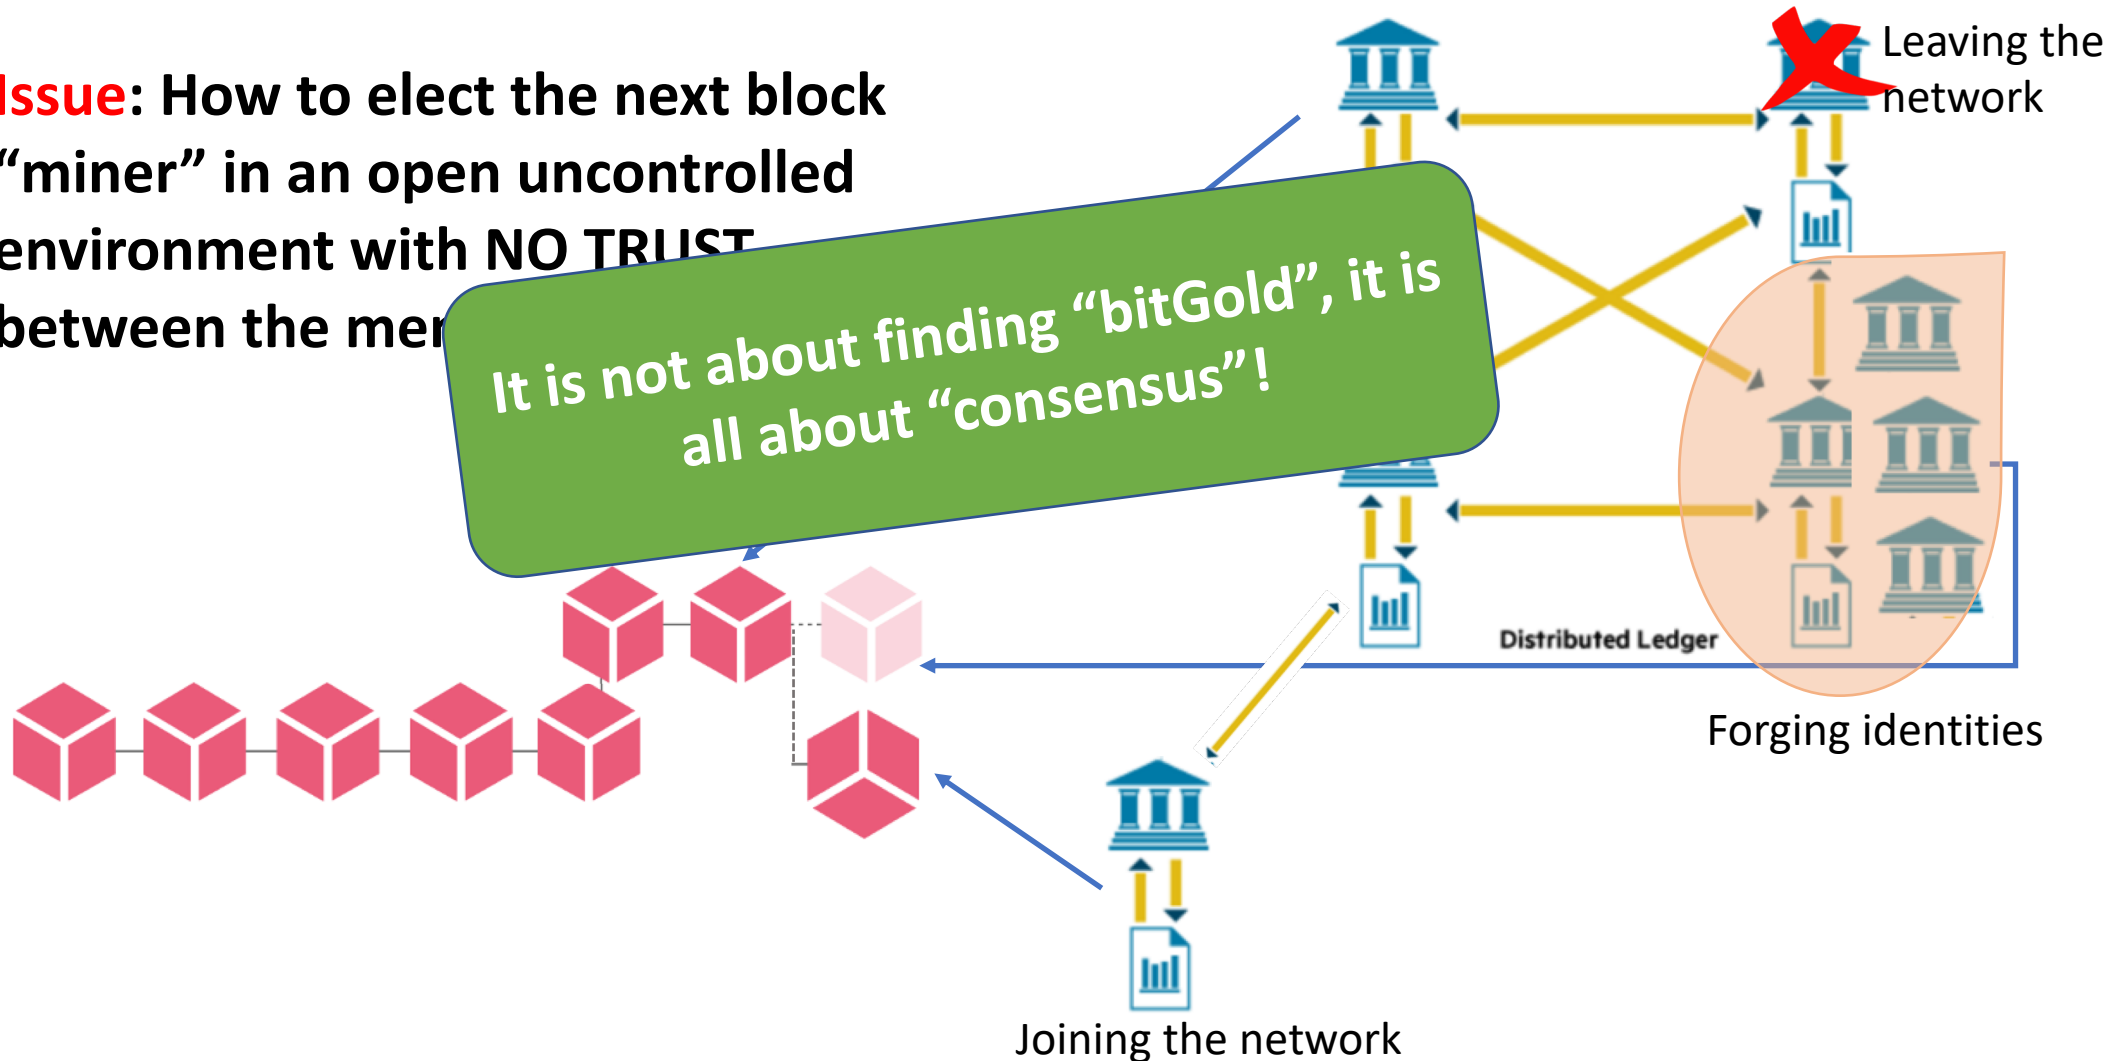 Issue: How to elect the next block
“miner” in an open uncontrolled
environment with NO TRUST
between the
It is not about finding “bitGold”, it is
all about “consensus”!
Leaving the
network
Distributed Ledger
Forging identities
Joining the network